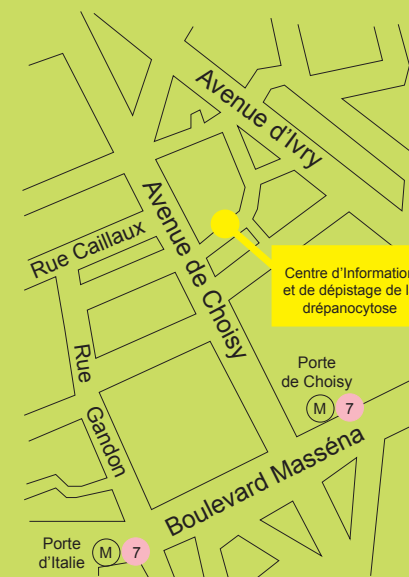 Avenue d'Ivry
Rue Caillaux
Avenue de Choisy
Centre d'Information
et de dépistage de l
drépanocytose
Rue Gandon
Porte
de Choisy
M 7
Boulevard Masséna
Porte
d'Italie
M 7